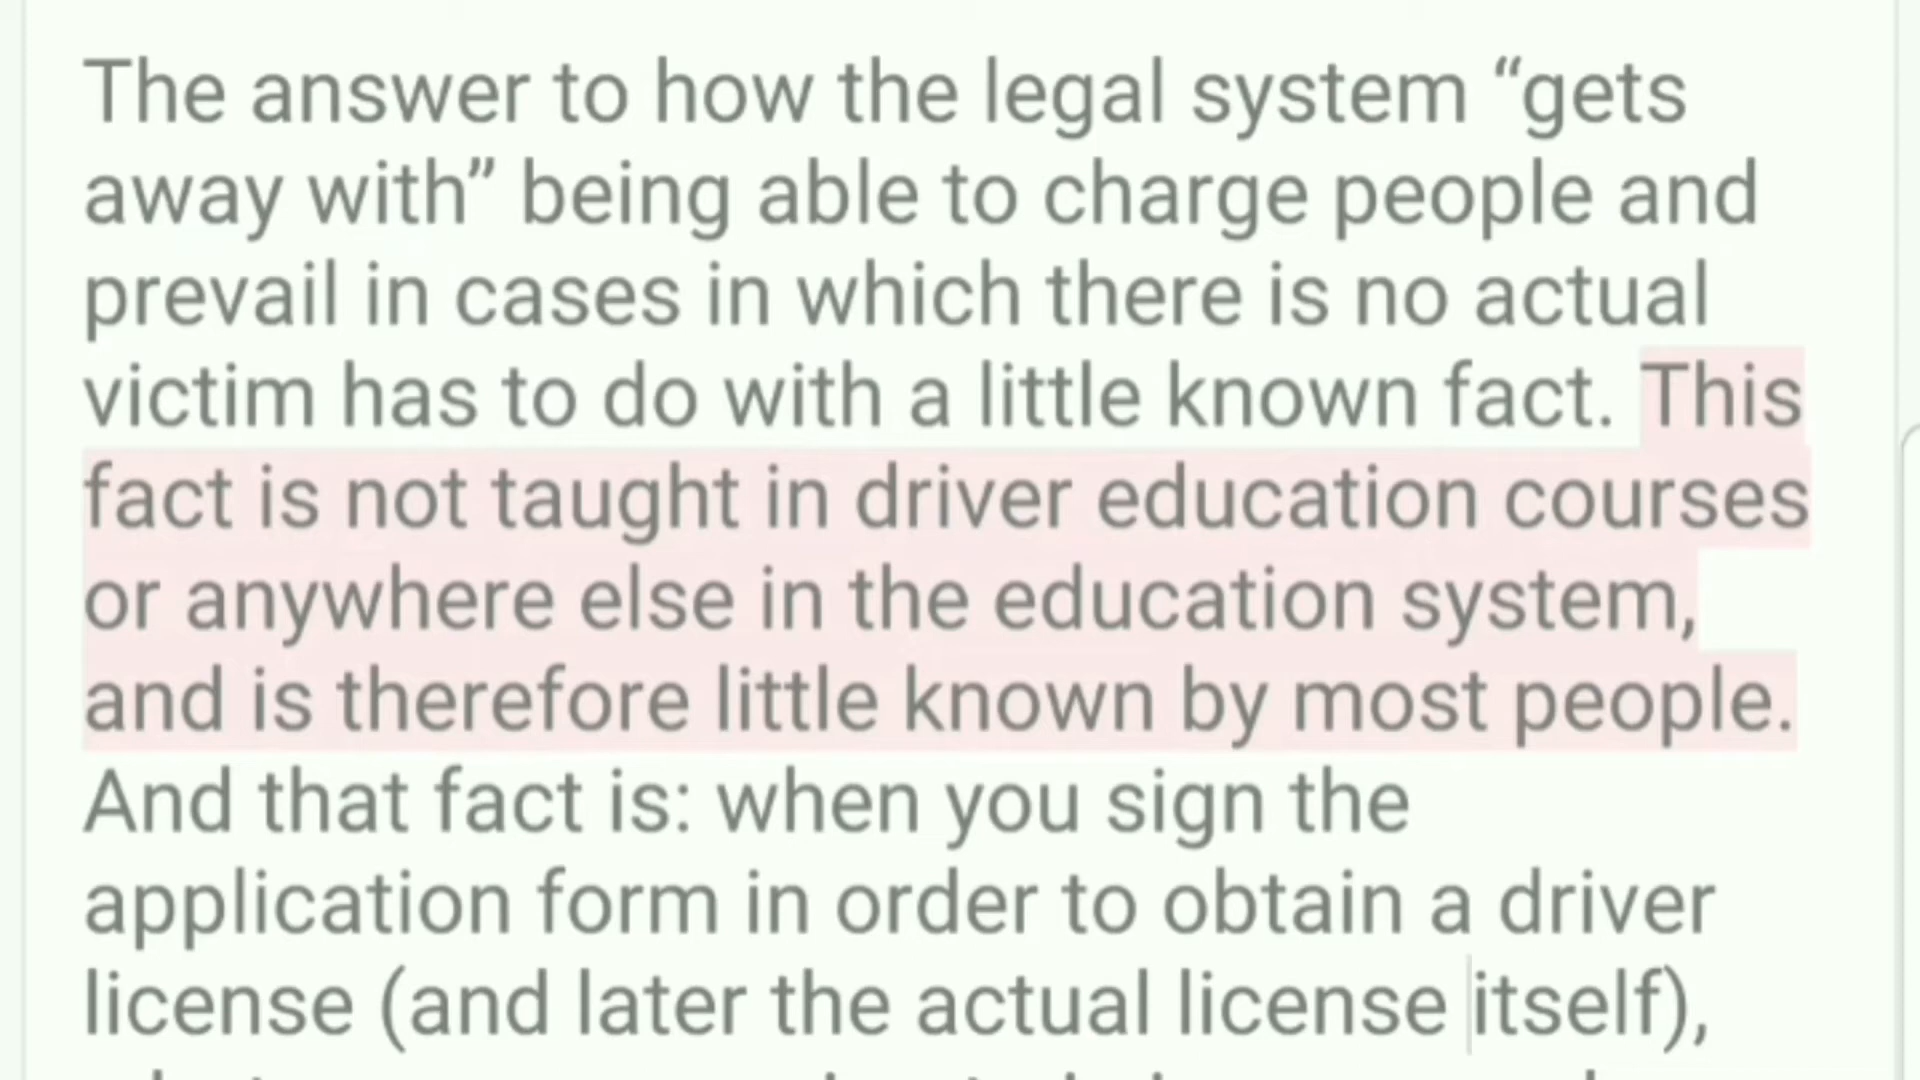 The answer to how the legal system “gets
away with” being able to charge people and
prevail in cases in which there is no actual
victim has to do with a little known fact. This
fact is not taught in driver education courses
or anywhere else in the education system,
and is therefore little known by most people.
And that fact is: when you sign the
application form in order to obtain a driver
license (and later the actual license itself),